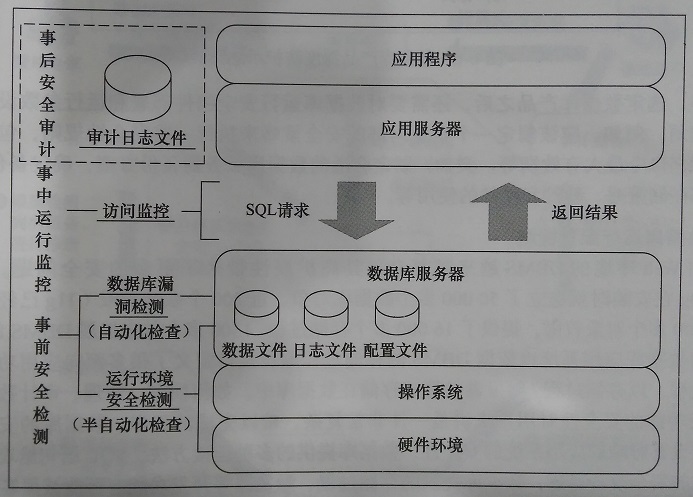 事后安全审计
审计日志文件
应用程序
应用服务器
事中运行监控
访问监控
SQL请求
返回结果
事前安全检测
数据库漏
洞检测
(自动化检查)
运行环境
安全检测
(半自动化检查)
数据库服务器
数据文件 日志文件 配置文件
操作系统
硬件环境